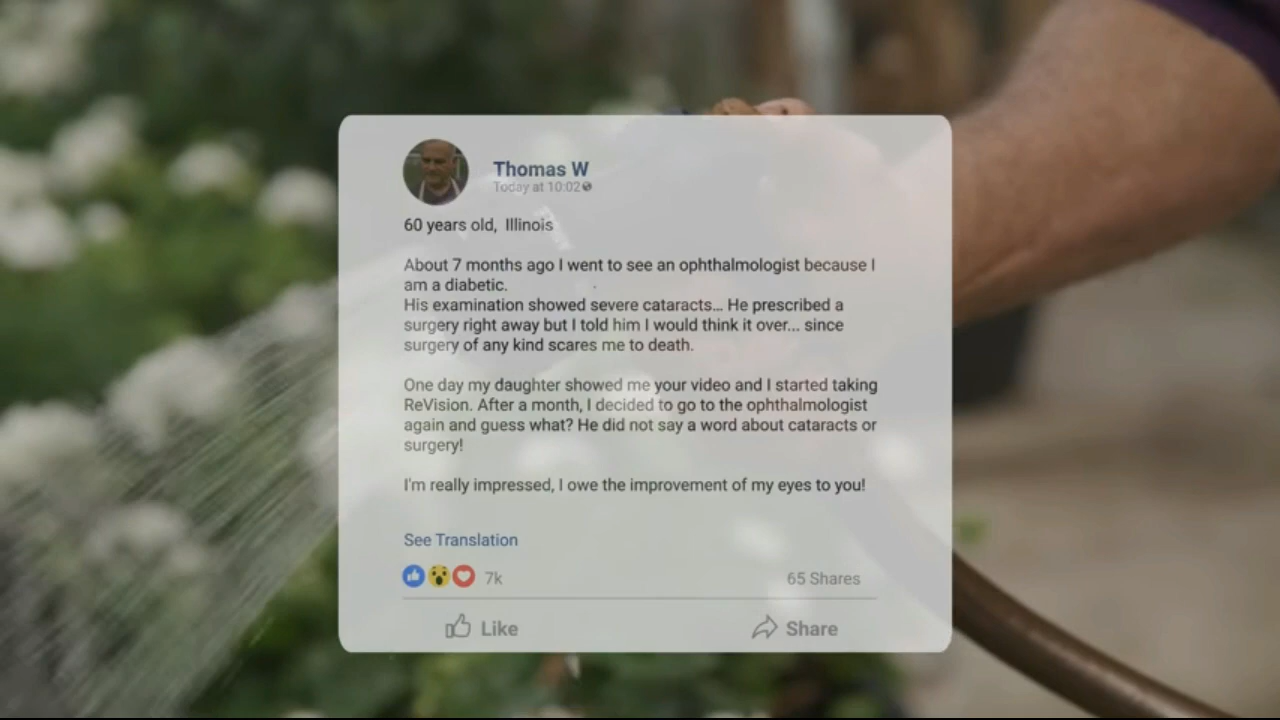 Thomas W
Today at 10:02
60 years old, Illinois
About 7 months ago I went to see an ophthalmologist because I
am a diabetic.
His examination showed severe cataracts... He prescribed a
surgery right away but I told him I would think it over... since
surgery of any kind scares me to death.
One day my daughter showed me your video and I started taking
ReVision. After a month, I decided to go to the ophthalmologist
again and guess what? He did not say a word about cataracts or
surgery!
I'm really impressed, I owe the improvement of my eyes to you!
See Translation
7k
65 Shares
Like
Share